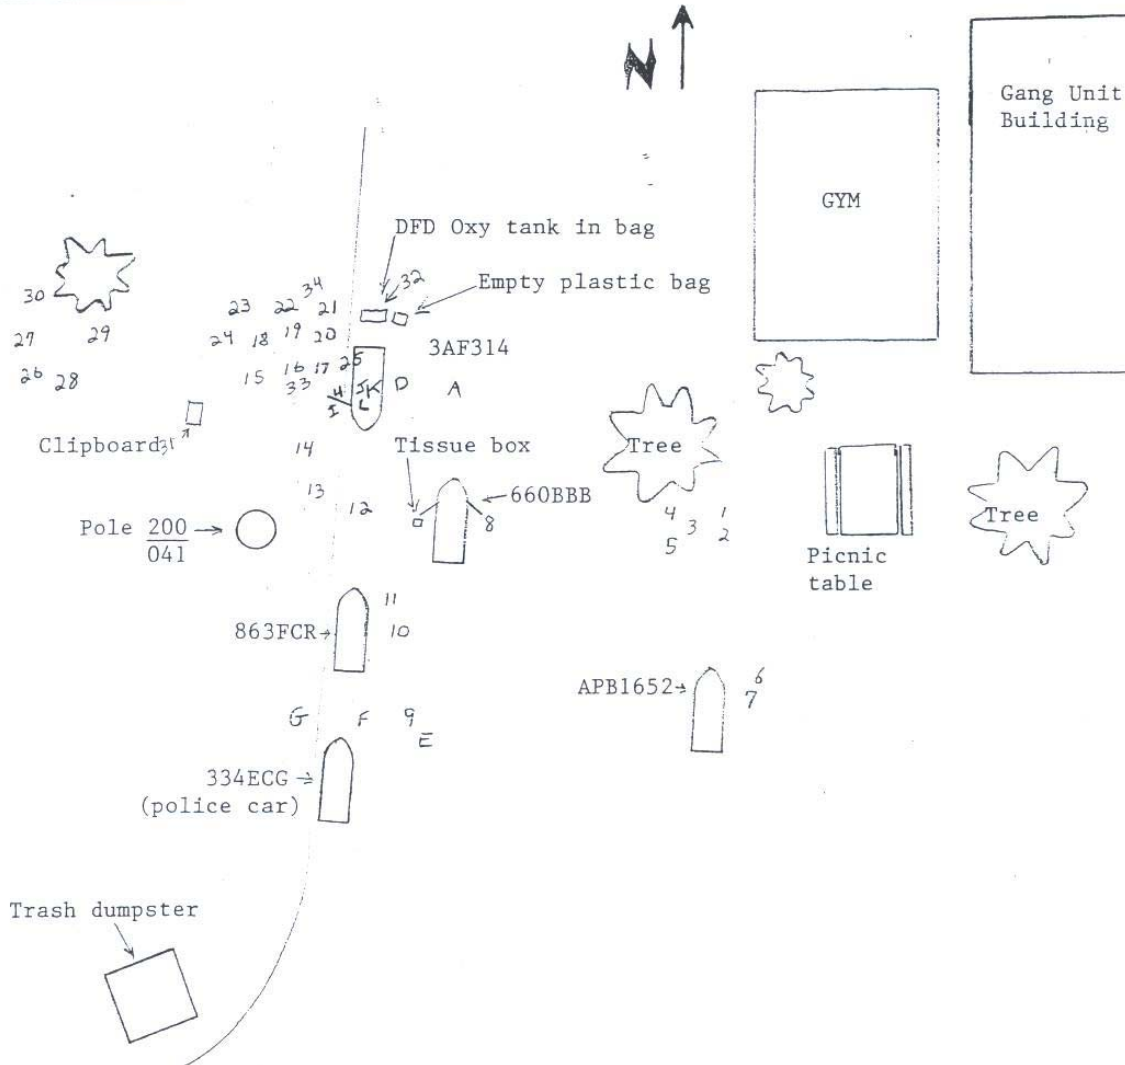 N
Gang Unit
Building
GYM
DFD Oxy tank in bag
32
Empty plastic bag
34
30
23 22 21
27 29
24 18 19 20
3AF314
26 28
15 16 17 25
33
H J K D A
I L
Clipboard 31
14
Tissue box
Tree
13
12
660BBB
8
Pole 200
041
4 3 1
5 2
Tree
Picnic
table
11
863FCR
10
APB1652
6
7
G F 9
E
334ECG
(police car)
Trash dumpster